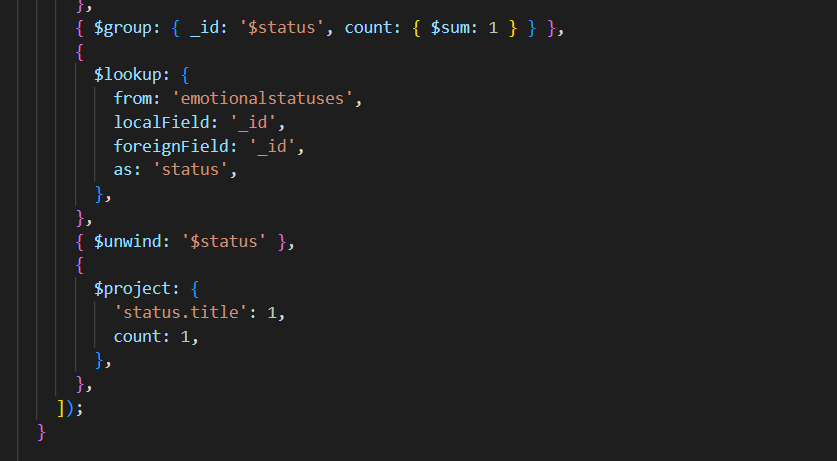 },
{ $group: { _id: '$status', count: { $sum: 1 } } },
{
$lookup: {
from: 'emotionalstatuses',
localField: '_id',
foreignField: '_id',
as: 'status',
},
},
{ $unwind: '$status' },
{
$project: {
'status.title': 1,
count: 1,
},
},
]);
}